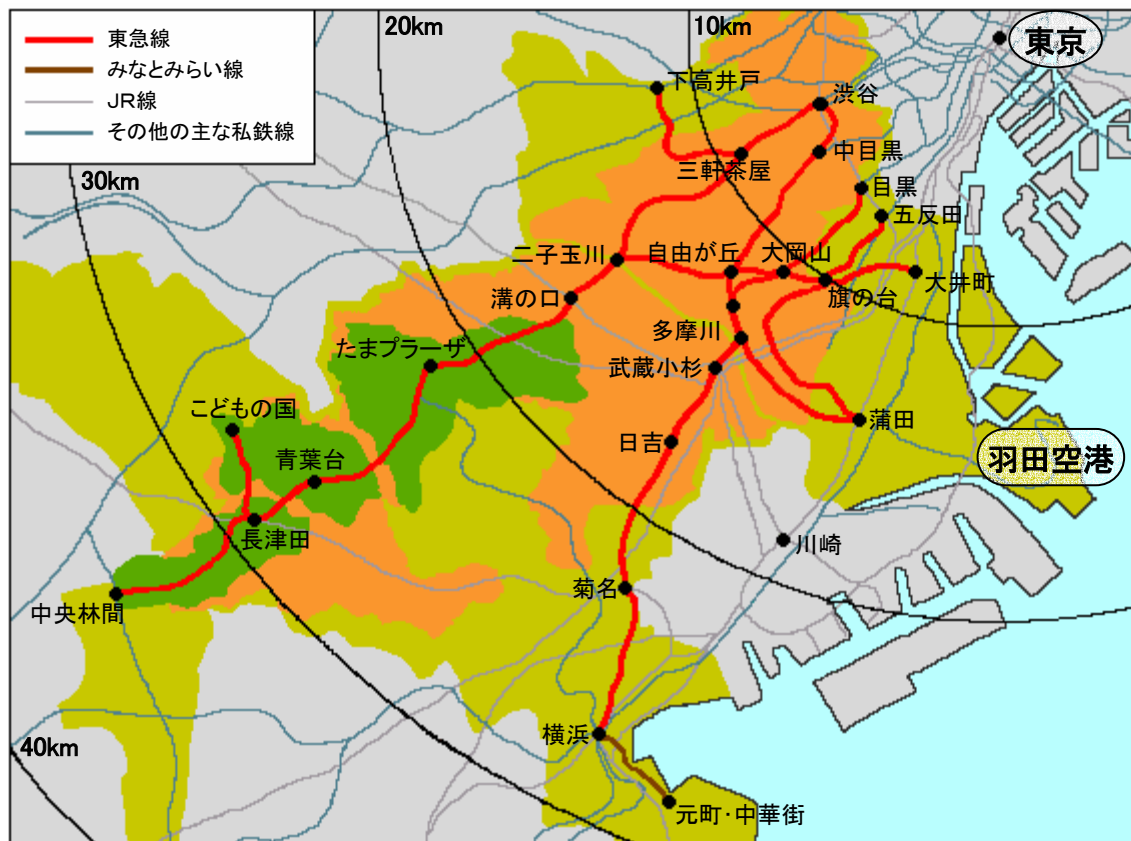 東急線
みなとみらい線
JR線
その他の主な私鉄線
20km
10km
東京
下高井戸
渋谷
三軒茶屋
中目黒
30km
目黒
五反田
二子玉川
自由が丘
大岡山
大井町
溝の口
旗の台
多摩川
たまプラーザ
武蔵小杉
こどもの国
蒲田
日吉
羽田空港
青葉台
長津田
川崎
菊名
中央林間
横浜
40km
元町・中華街